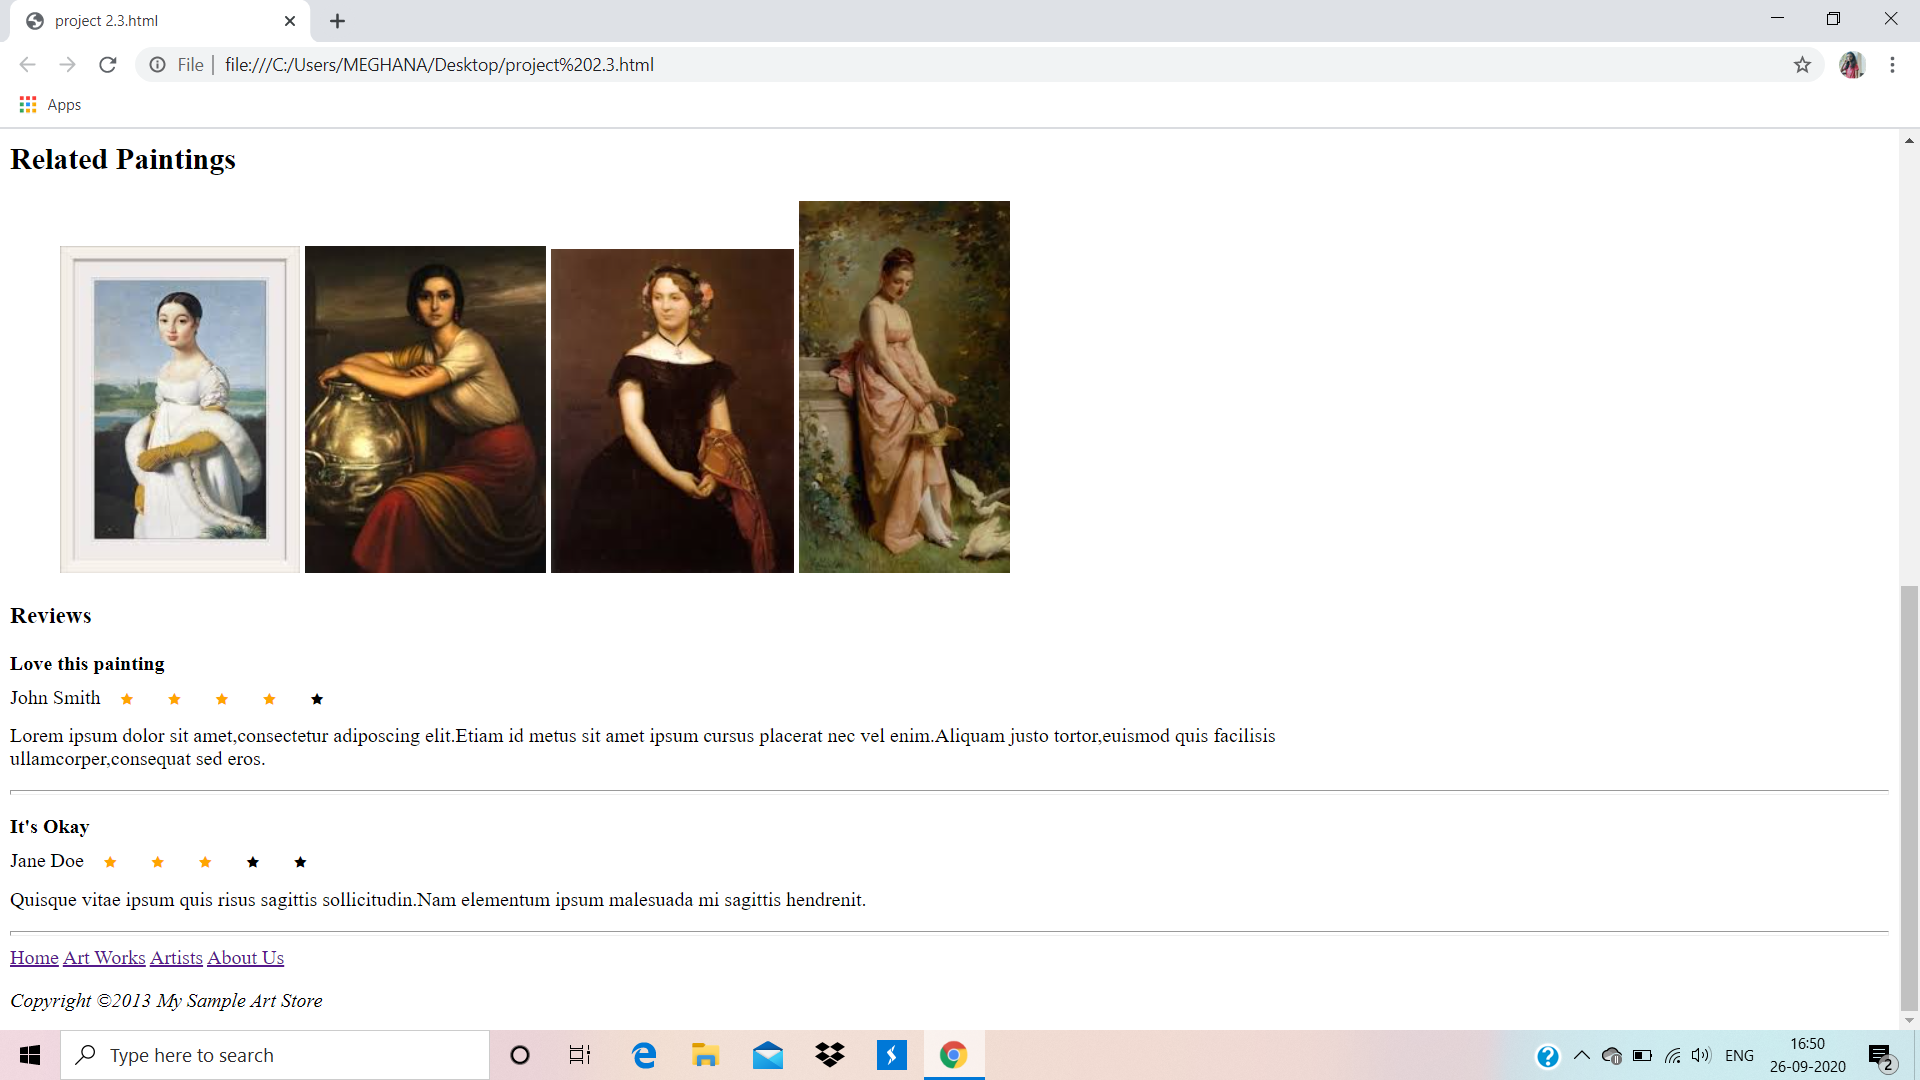 project 2.3.html
File | file:///C:/Users/MEGHANA/Desktop/project%202.3.html
Apps
Related Paintings
Reviews
Love this painting
John Smith
Lorem ipsum dolor sit amet,consectetur adiposcing elit.Etiam id metus sit amet ipsum cursus placerat nec vel enim.Aliquam justo tortor,euismod quis facilisis
ullamcorper,consequat sed eros.
It's Okay
Jane Doe
Quisque vitae ipsum quis risus sagittis sollicitudin.Nam elementum ipsum malesuada mi sagittis hendrenit.
Home Art Works Artists About Us
Copyright ©2013 My Sample Art Store
Type here to search
ENG
16:50
26-09-2020
2